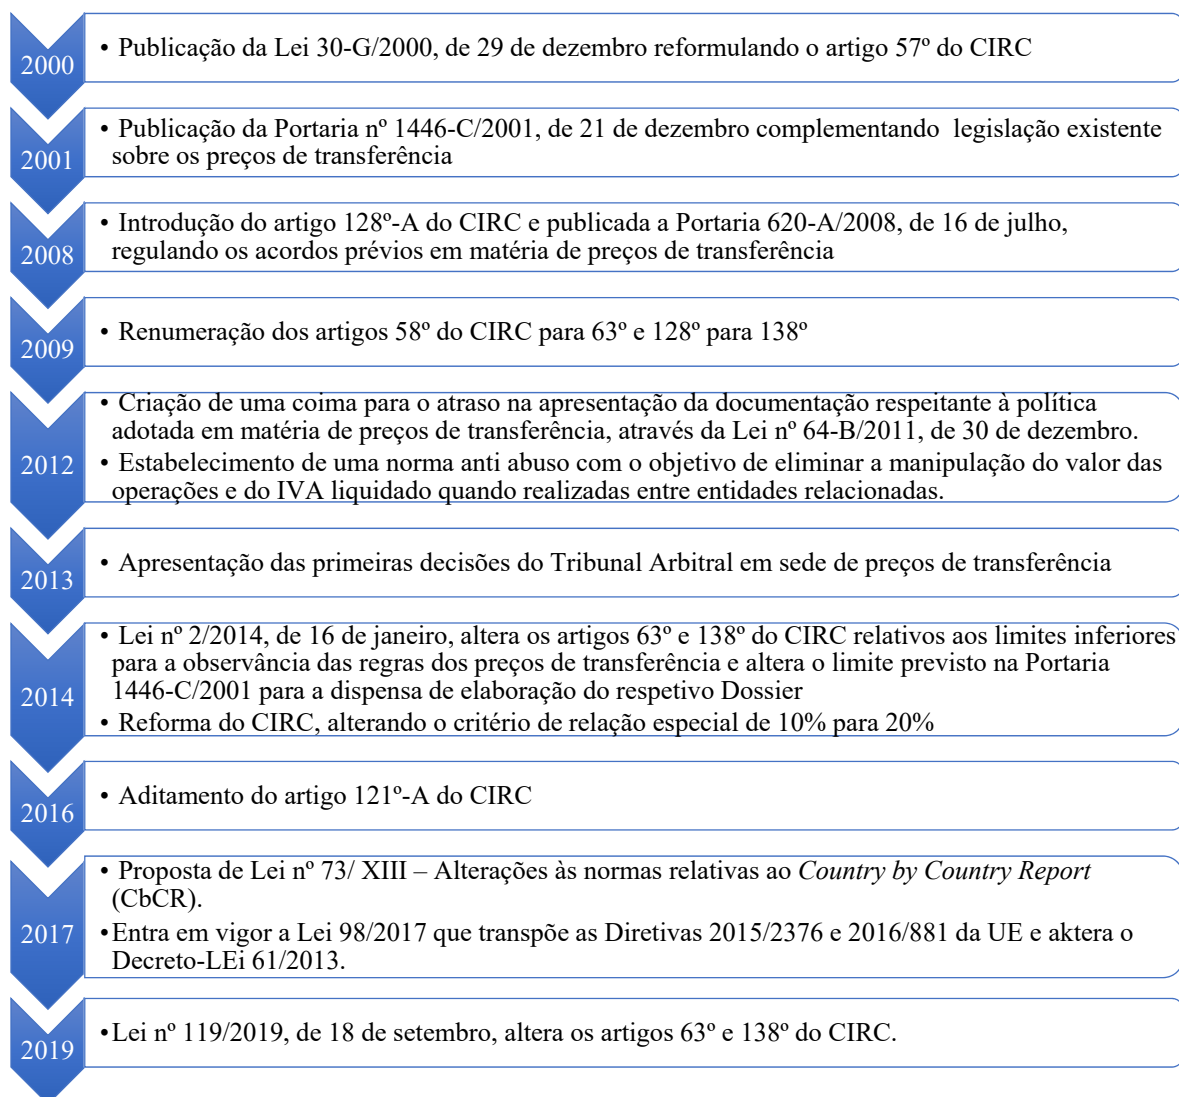 2000
• Publicação da Lei 30-G/2000, de 29 de dezembro reformulando o artigo 57º do CIRC
2001
• Publicação da Portaria nº 1446-C/2001, de 21 de dezembro complementando legislação existente
sobre os preços de transferência
2008
• Introdução do artigo 128º-A do CIRC e publicada a Portaria 620-A/2008, de 16 de julho,
regulando os acordos prévios em matéria de preços de transferência
2009
• Renumeração dos artigos 58º do CIRC para 63º e 128º para 138º
2012
• Criação de uma coima para o atraso na apresentação da documentação respeitante à política
adotada em matéria de preços de transferência, através da Lei nº 64-B/2011, de 30 de dezembro.
• Estabelecimento de uma norma anti abuso com o objetivo de eliminar a manipulação do valor das
operações e do IVA liquidado quando realizadas entre entidades relacionadas.
2013
• Apresentação das primeiras decisões do Tribunal Arbitral em sede de preços de transferência
2014
• Lei nº 2/2014, de 16 de janeiro, altera os artigos 63º e 138º do CIRC relativos aos limites inferiores
para a observância das regras dos preços de transferência e altera o limite previsto na Portaria
1446-C/2001 para a dispensa de elaboração do respetivo Dossier
• Reforma do CIRC, alterando o critério de relação especial de 10% para 20%
2016
• Aditamento do artigo 121º-A do CIRC
2017
• Proposta de Lei nº 73/ XIII – Alterações às normas relativas ao Country by Country Report
(CbCR).
•Entra em vigor a Lei 98/2017 que transpõe as Diretivas 2015/2376 e 2016/881 da UE e aktera o
Decreto-LEi 61/2013.
2019
•Lei nº 119/2019, de 18 de setembro, altera os artigos 63º e 138º do CIRC.